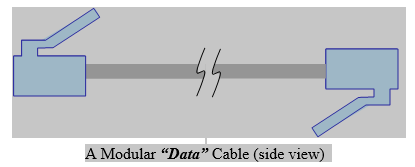 A Modular “Data” Cable (side view)